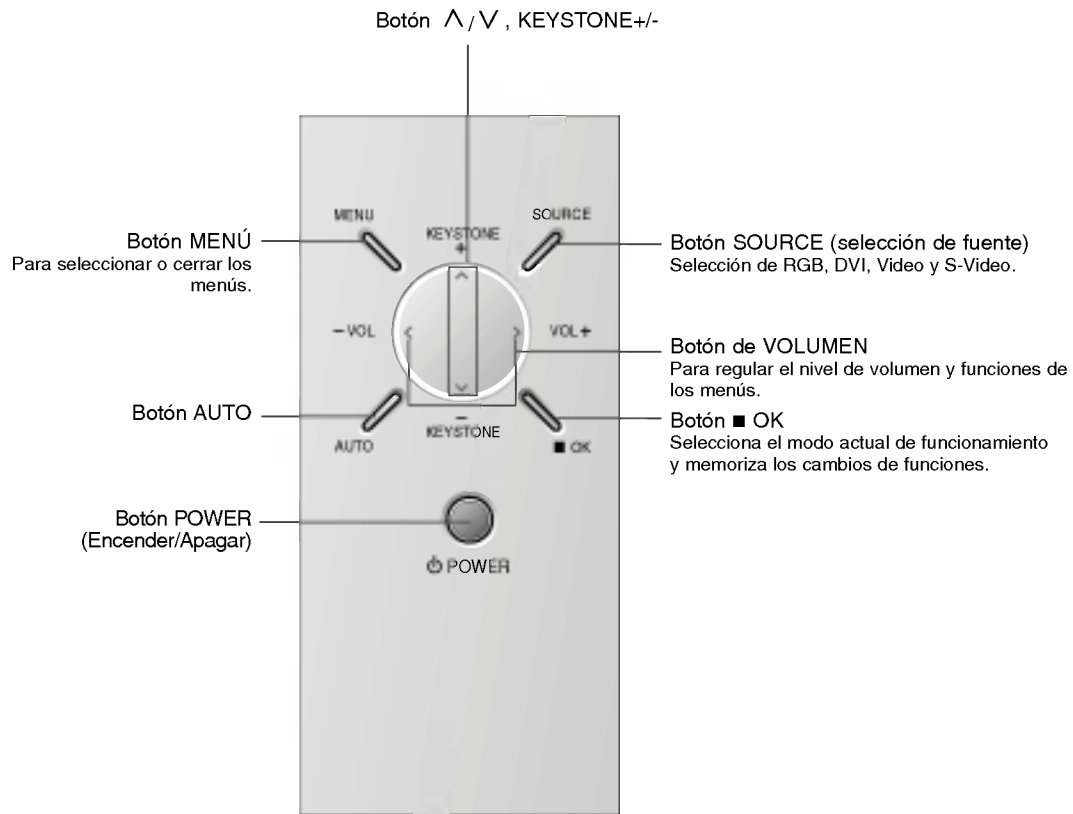 Botón ∧/∨, KEYSTONE+/-
MENU
SOURCE
KEYSTONE
+
Botón MENÚ
Para seleccionar o cerrar los
menús.
Botón SOURCE (selección de fuente)
Selección de RGB, DVI, Video y S-Video.
∧
- VOL
<
>
VOL +
Botón de VOLUMEN
Para regular el nivel de volumen y funciones de
los menús.
∨
Botón AUTO
-
KEYSTONE
AUTO
■ OK
Botón ■ OK
Selecciona el modo actual de funcionamiento
y memoriza los cambios de funciones.
Botón POWER
(Encender/Apagar)
⏻ POWER